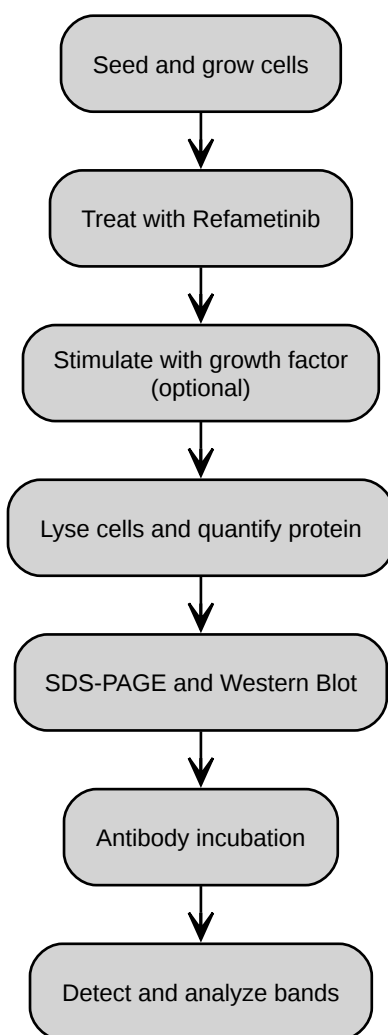 Seed and grow cells
Treat with Refametinib
Stimulate with growth factor
(optional)
Lyse cells and quantify protein
SDS-PAGE and Western Blot
Antibody incubation
Detect and analyze bands